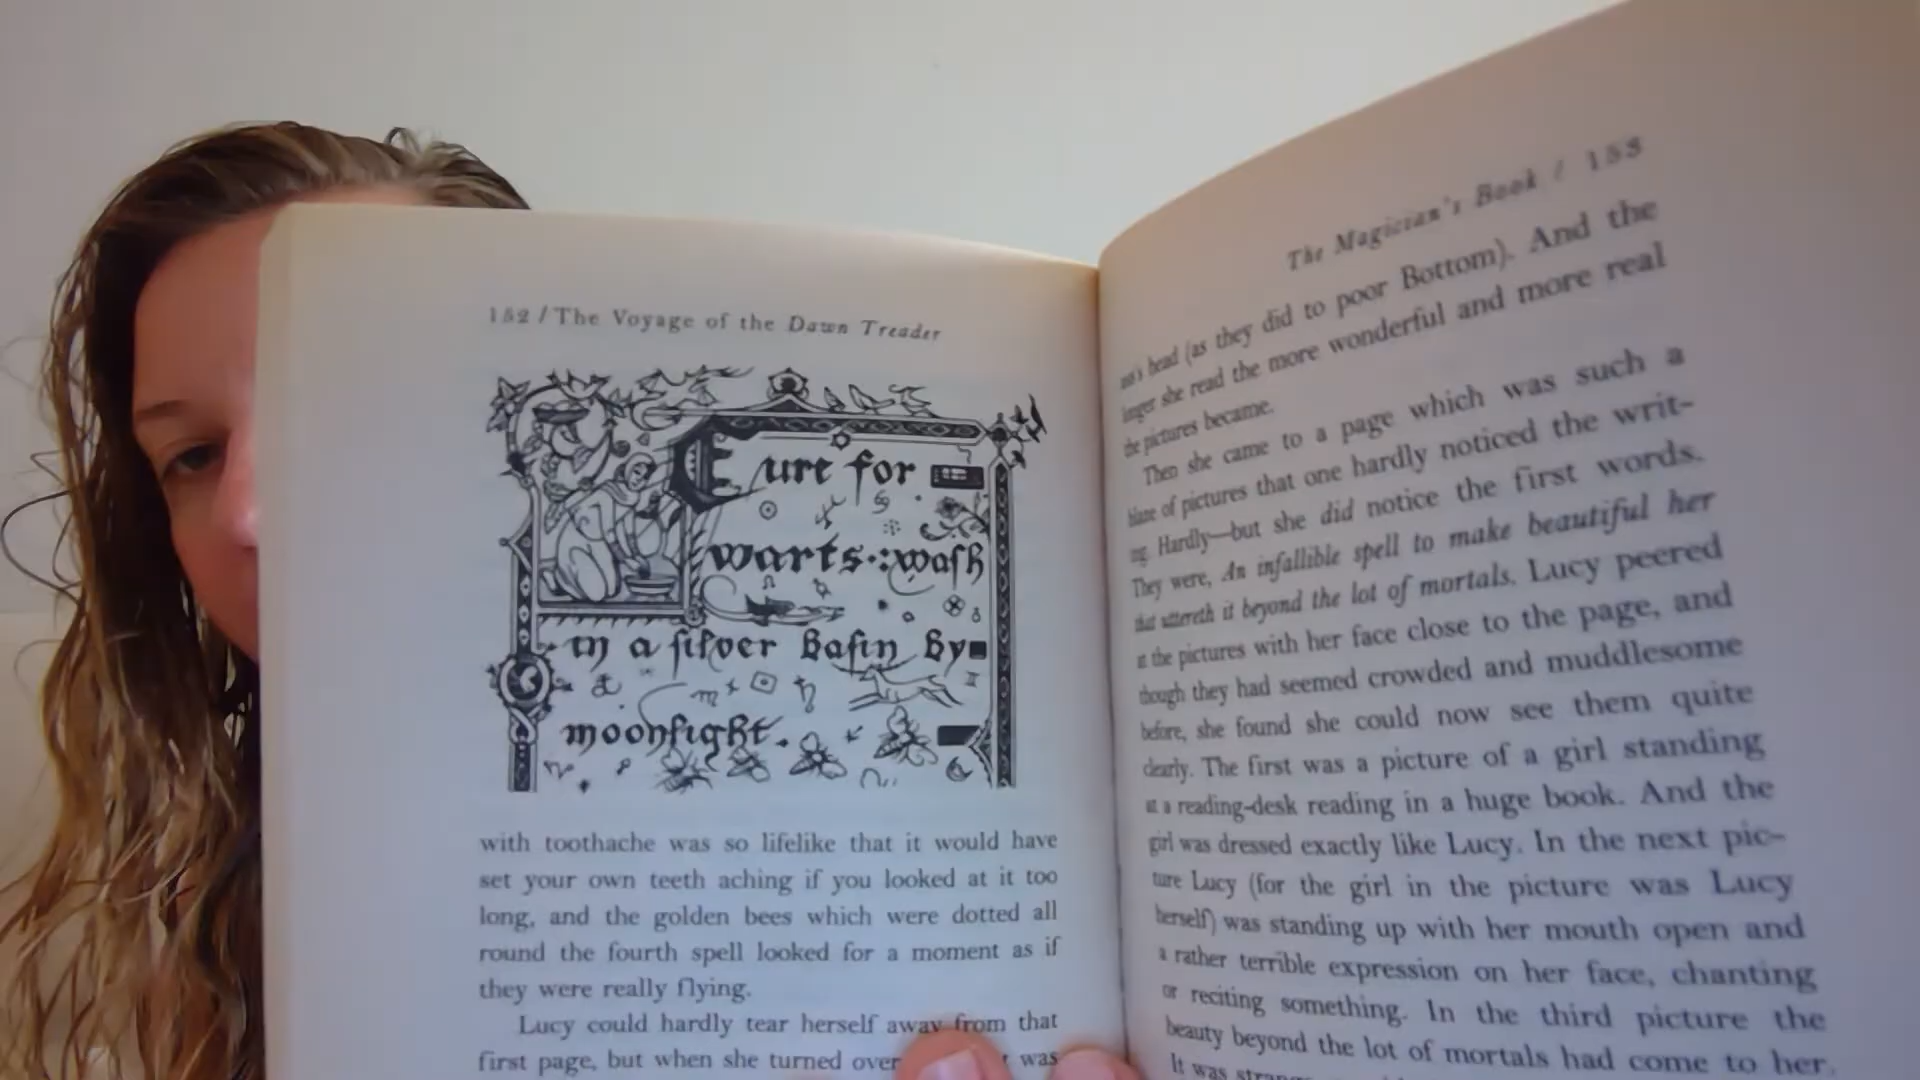 152 / The Voyage of the Dawn Treader
Cure for
warts: waſh
in a ſilver baſin by
moonlight.
with toothache was so lifelike that it would have
set your own teeth aching if you looked at it too
long, and the golden bees which were dotted all
round the fourth spell looked for a moment as if
they were really flying.
Lucy could hardly tear herself away from that
first page, but when she turned over was
The Magician's Book / 153
head (as they did to poor Bottom). And the
longer she read the more wonderful and more real
the pictures became.
Then she came to a page which was such a
blaze of pictures that one hardly noticed the writ-
ing. Hardly—but she did notice the first words.
They were, An infallible spell to make beautiful her
that uttereth it beyond the lot of mortals. Lucy peered
at the pictures with her face close to the page, and
though they had seemed crowded and muddlesome
before, she found she could now see them quite
clearly. The first was a picture of a girl standing
at a reading-desk reading in a huge book. And the
girl was dressed exactly like Lucy. In the next pic-
ture Lucy (for the girl in the picture was Lucy
herself) was standing up with her mouth open and
a rather terrible expression on her face, chanting
or reciting something. In the third picture the
beauty beyond the lot of mortals had come to her.
It was